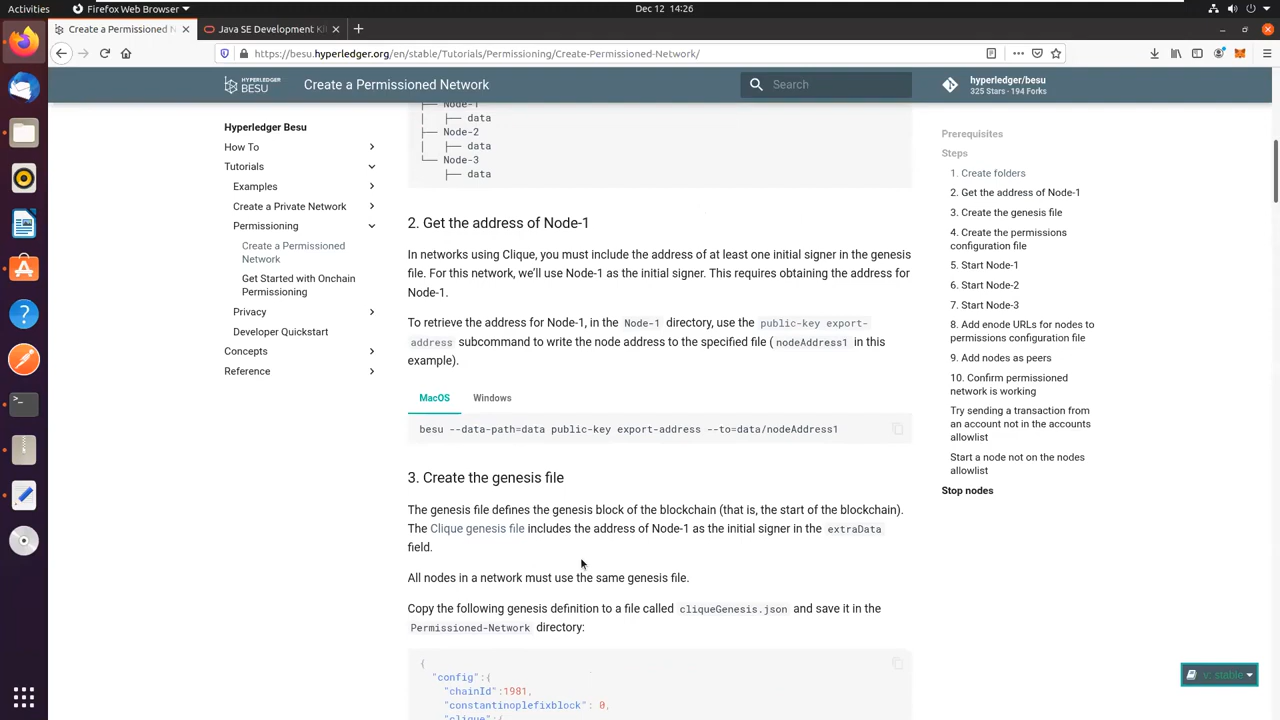 Activities
Firefox Web Browser
Dec 12 14:26
Create a Permissioned N
Java SE Development Ki
https://besu.hyperledger.org/en/stable/Tutorials/Permissioning/Create-Permissioned-Network/
HYPERLEDGER
BESU
Create a Permissioned Network
Search
hyperledger/besu
325 Stars · 194 Forks
Hyperledger Besu
How To
Tutorials
Examples
Create a Private Network
Permissioning
Create a Permissioned
Network
Get Started with Onchain
Permissioning
Privacy
Developer Quickstart
Concepts
Reference
├── Node-1
│   ├── data
├── Node-2
│   ├── data
└── Node-3
    ├── data
2. Get the address of Node-1
In networks using Clique, you must include the address of at least one initial signer in the genesis
file. For this network, we'll use Node-1 as the initial signer. This requires obtaining the address for
Node-1.
To retrieve the address for Node-1, in the Node-1 directory, use the public-key export-
address subcommand to write the node address to the specified file ( nodeAddress1 in this
example).
MacOS Windows
besu --data-path=data public-key export-address --to=data/nodeAddress1
3. Create the genesis file
The genesis file defines the genesis block of the blockchain (that is, the start of the blockchain).
The Clique genesis file includes the address of Node-1 as the initial signer in the extraData
field.
All nodes in a network must use the same genesis file.
Copy the following genesis definition to a file called cliqueGenesis.json and save it in the
Permissioned-Network directory:
{
"config":{
"chainId":1981,
"constantinoplefixblock": 0,
"clique":{
Prerequisites
Steps
1. Create folders
2. Get the address of Node-1
3. Create the genesis file
4. Create the permissions
configuration file
5. Start Node-1
6. Start Node-2
7. Start Node-3
8. Add enode URLs for nodes to
permissions configuration file
9. Add nodes as peers
10. Confirm permissioned
network is working
Try sending a transaction from
an account not in the accounts
allowlist
Start a node not on the nodes
allowlist
Stop nodes
v: stable